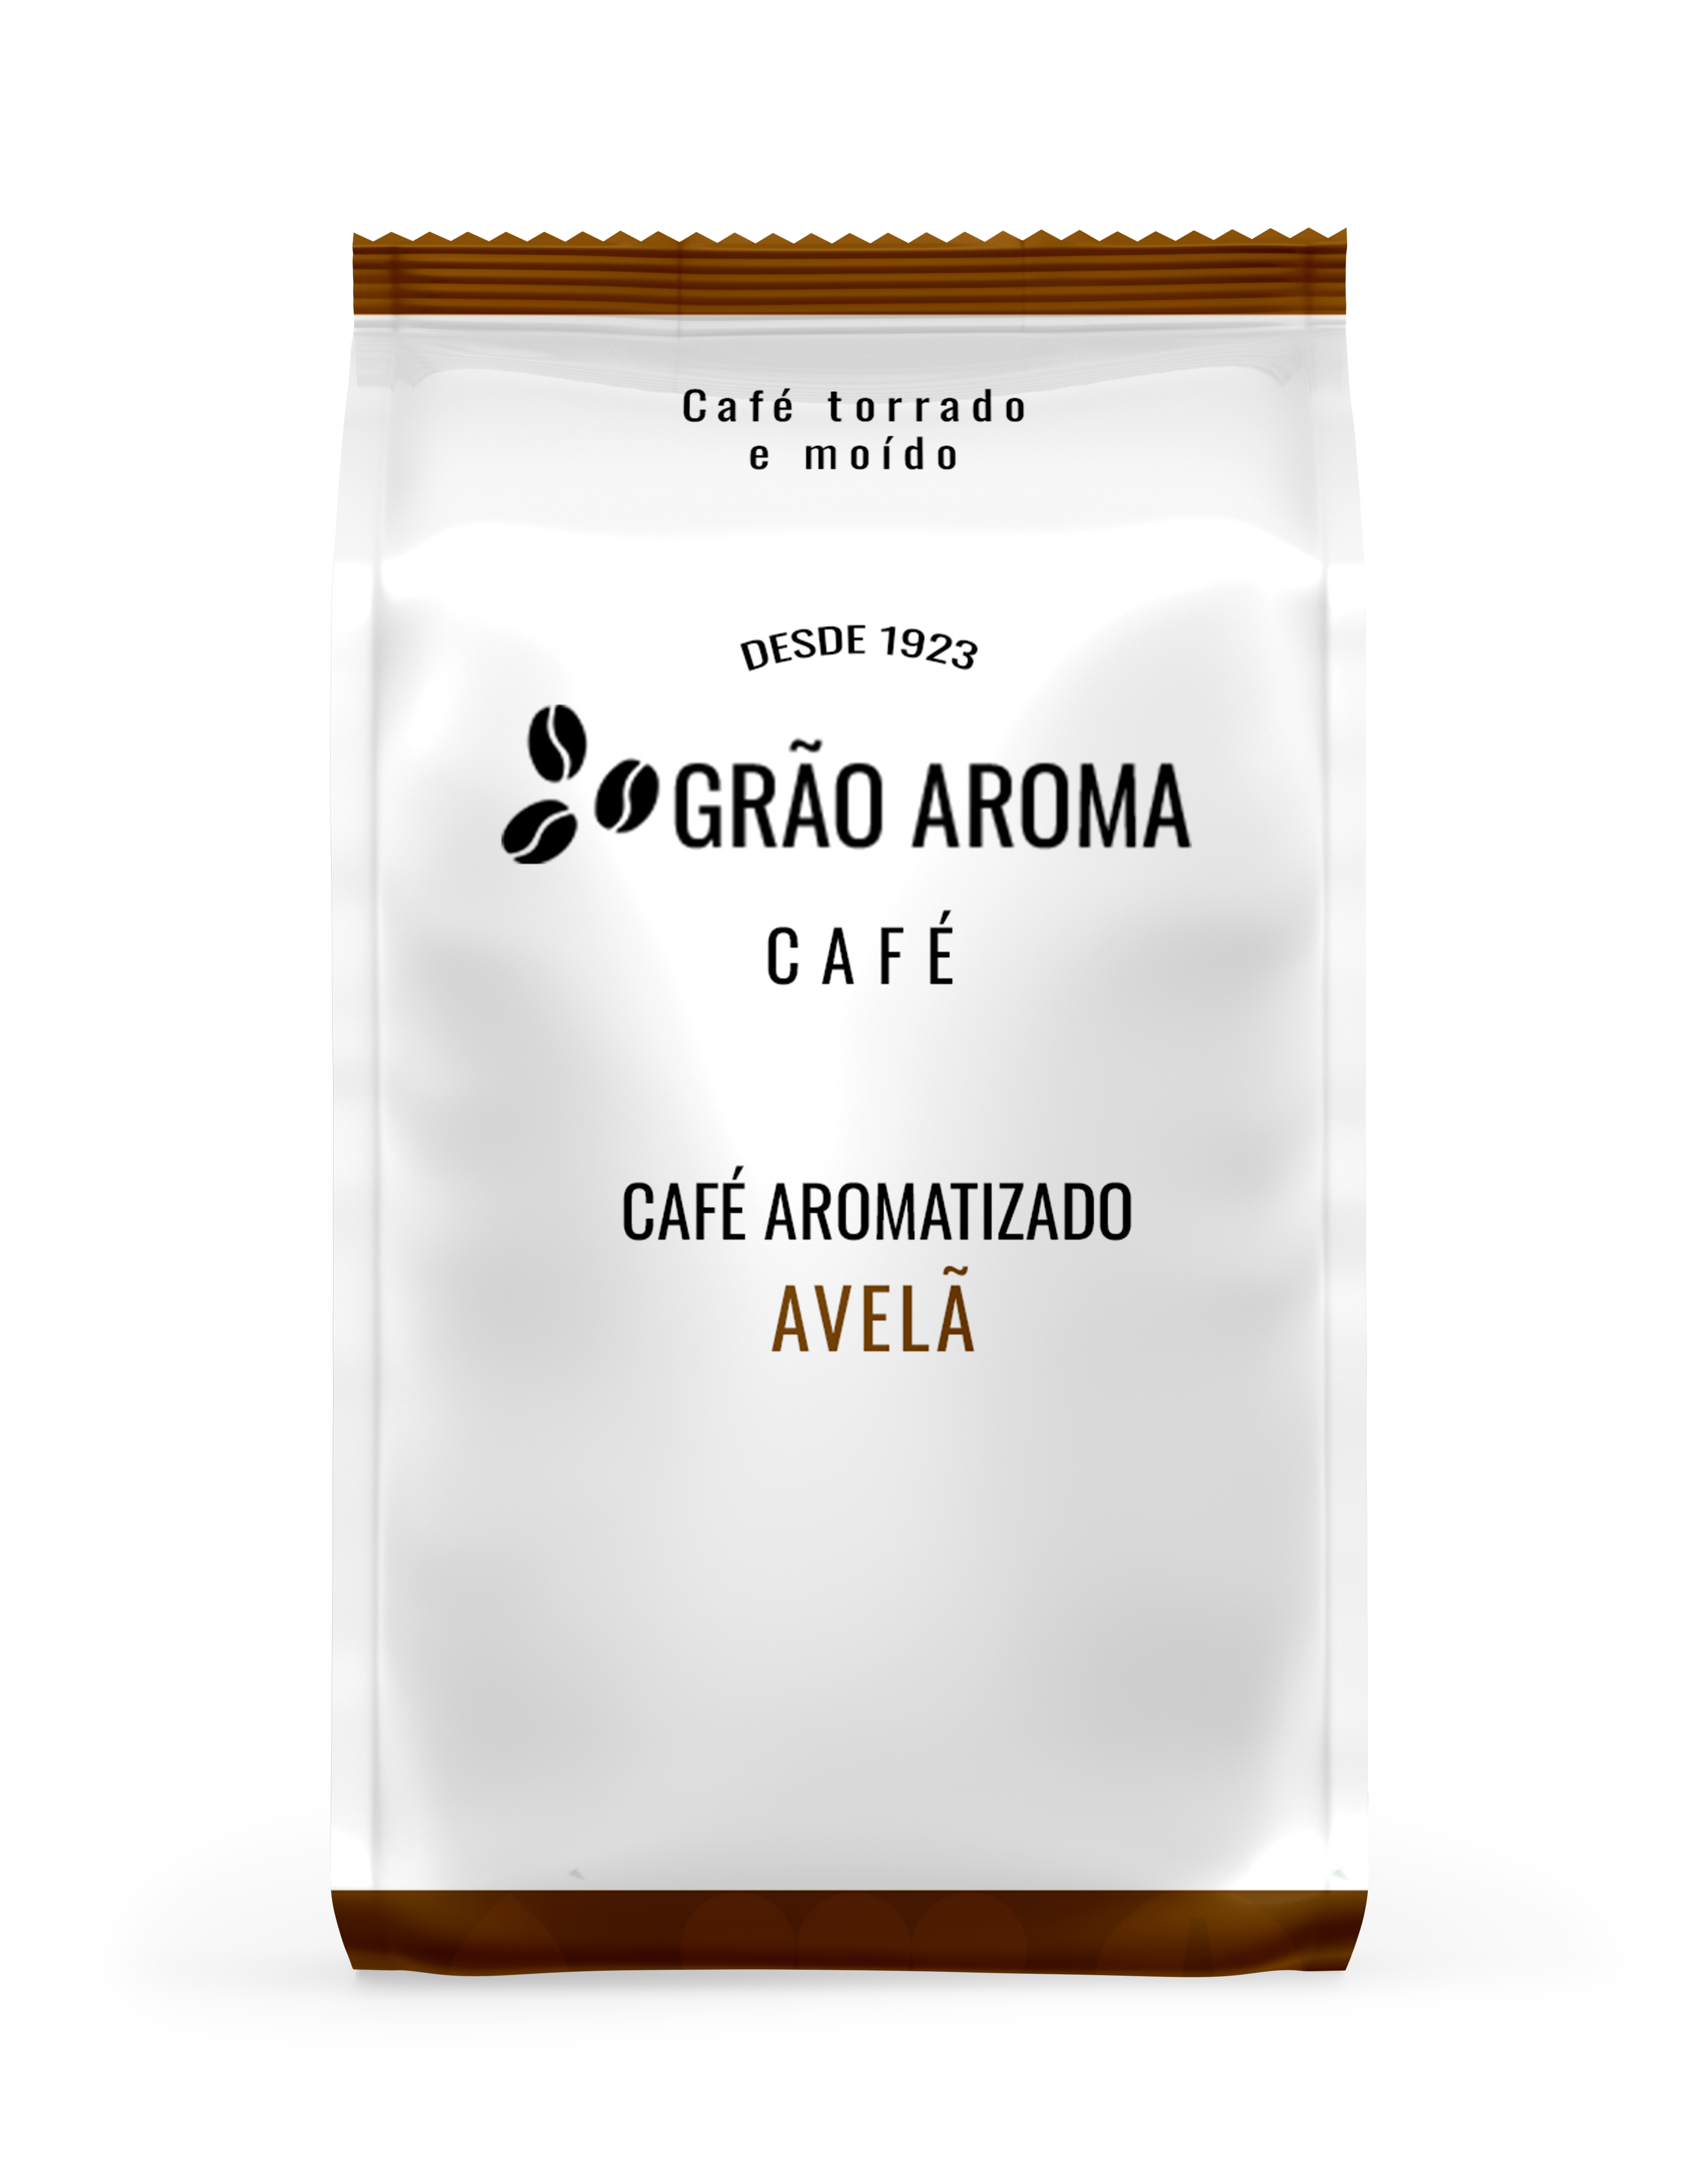 Café torrado
e moído
DESDE 1923
GRÃO AROMA
CAFÉ
CAFÉ AROMATIZADO
AVELÃ